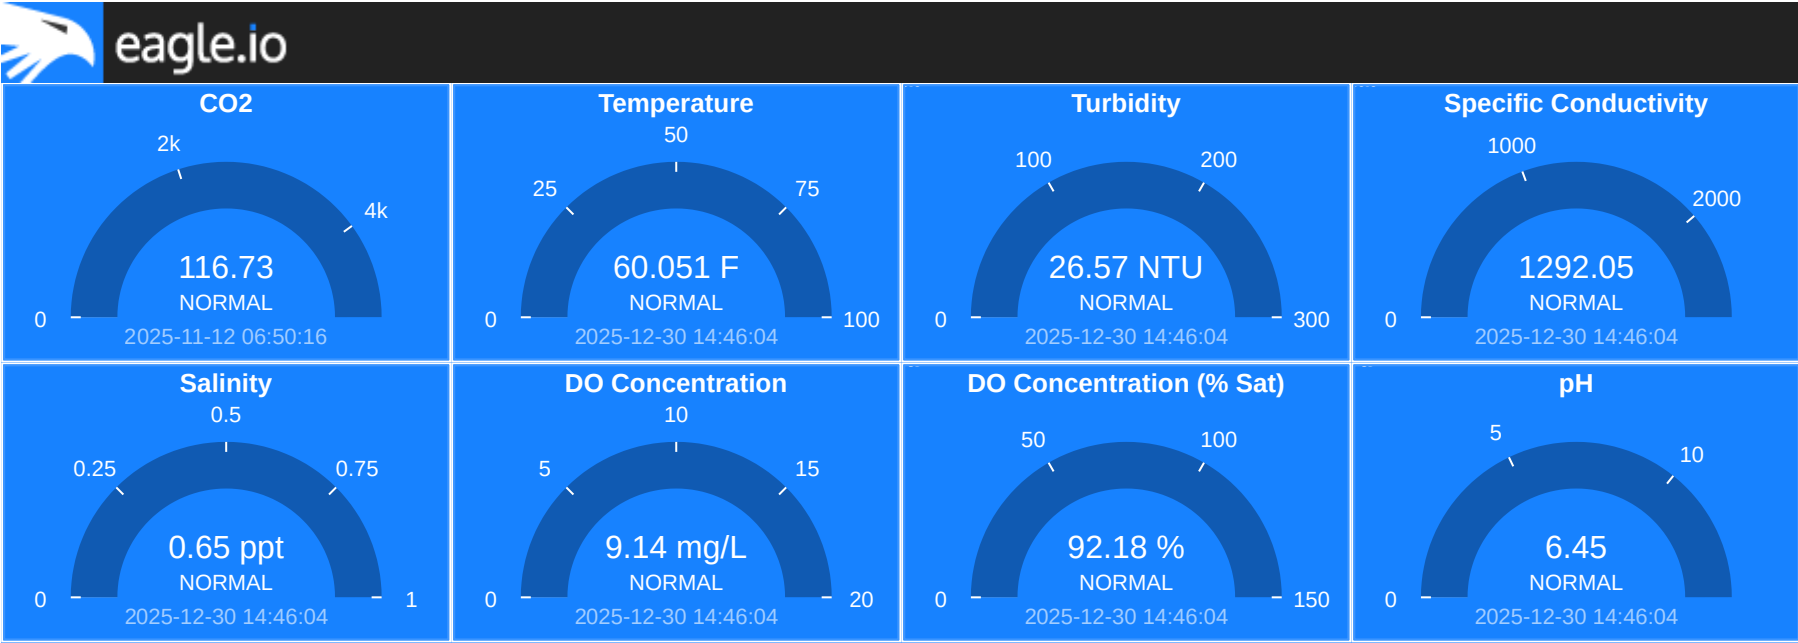 eagle.io
CO2
2k
4k
116.73
NORMAL
0
2025-11-12 06:50:16
Temperature
50
25
75
60.051 F
NORMAL
0
100
2025-12-30 14:46:04
Turbidity
100
200
26.57 NTU
NORMAL
0
300
2025-12-30 14:46:04
Specific Conductivity
1000
2000
1292.05
NORMAL
0
2025-12-30 14:46:04
Salinity
0.5
0.25
0.75
0.65 ppt
NORMAL
0
1
2025-12-30 14:46:04
DO Concentration
10
5
15
9.14 mg/L
NORMAL
0
20
2025-12-30 14:46:04
DO Concentration (% Sat)
50
100
92.18 %
NORMAL
0
150
2025-12-30 14:46:04
pH
5
10
6.45
NORMAL
0
2025-12-30 14:46:04